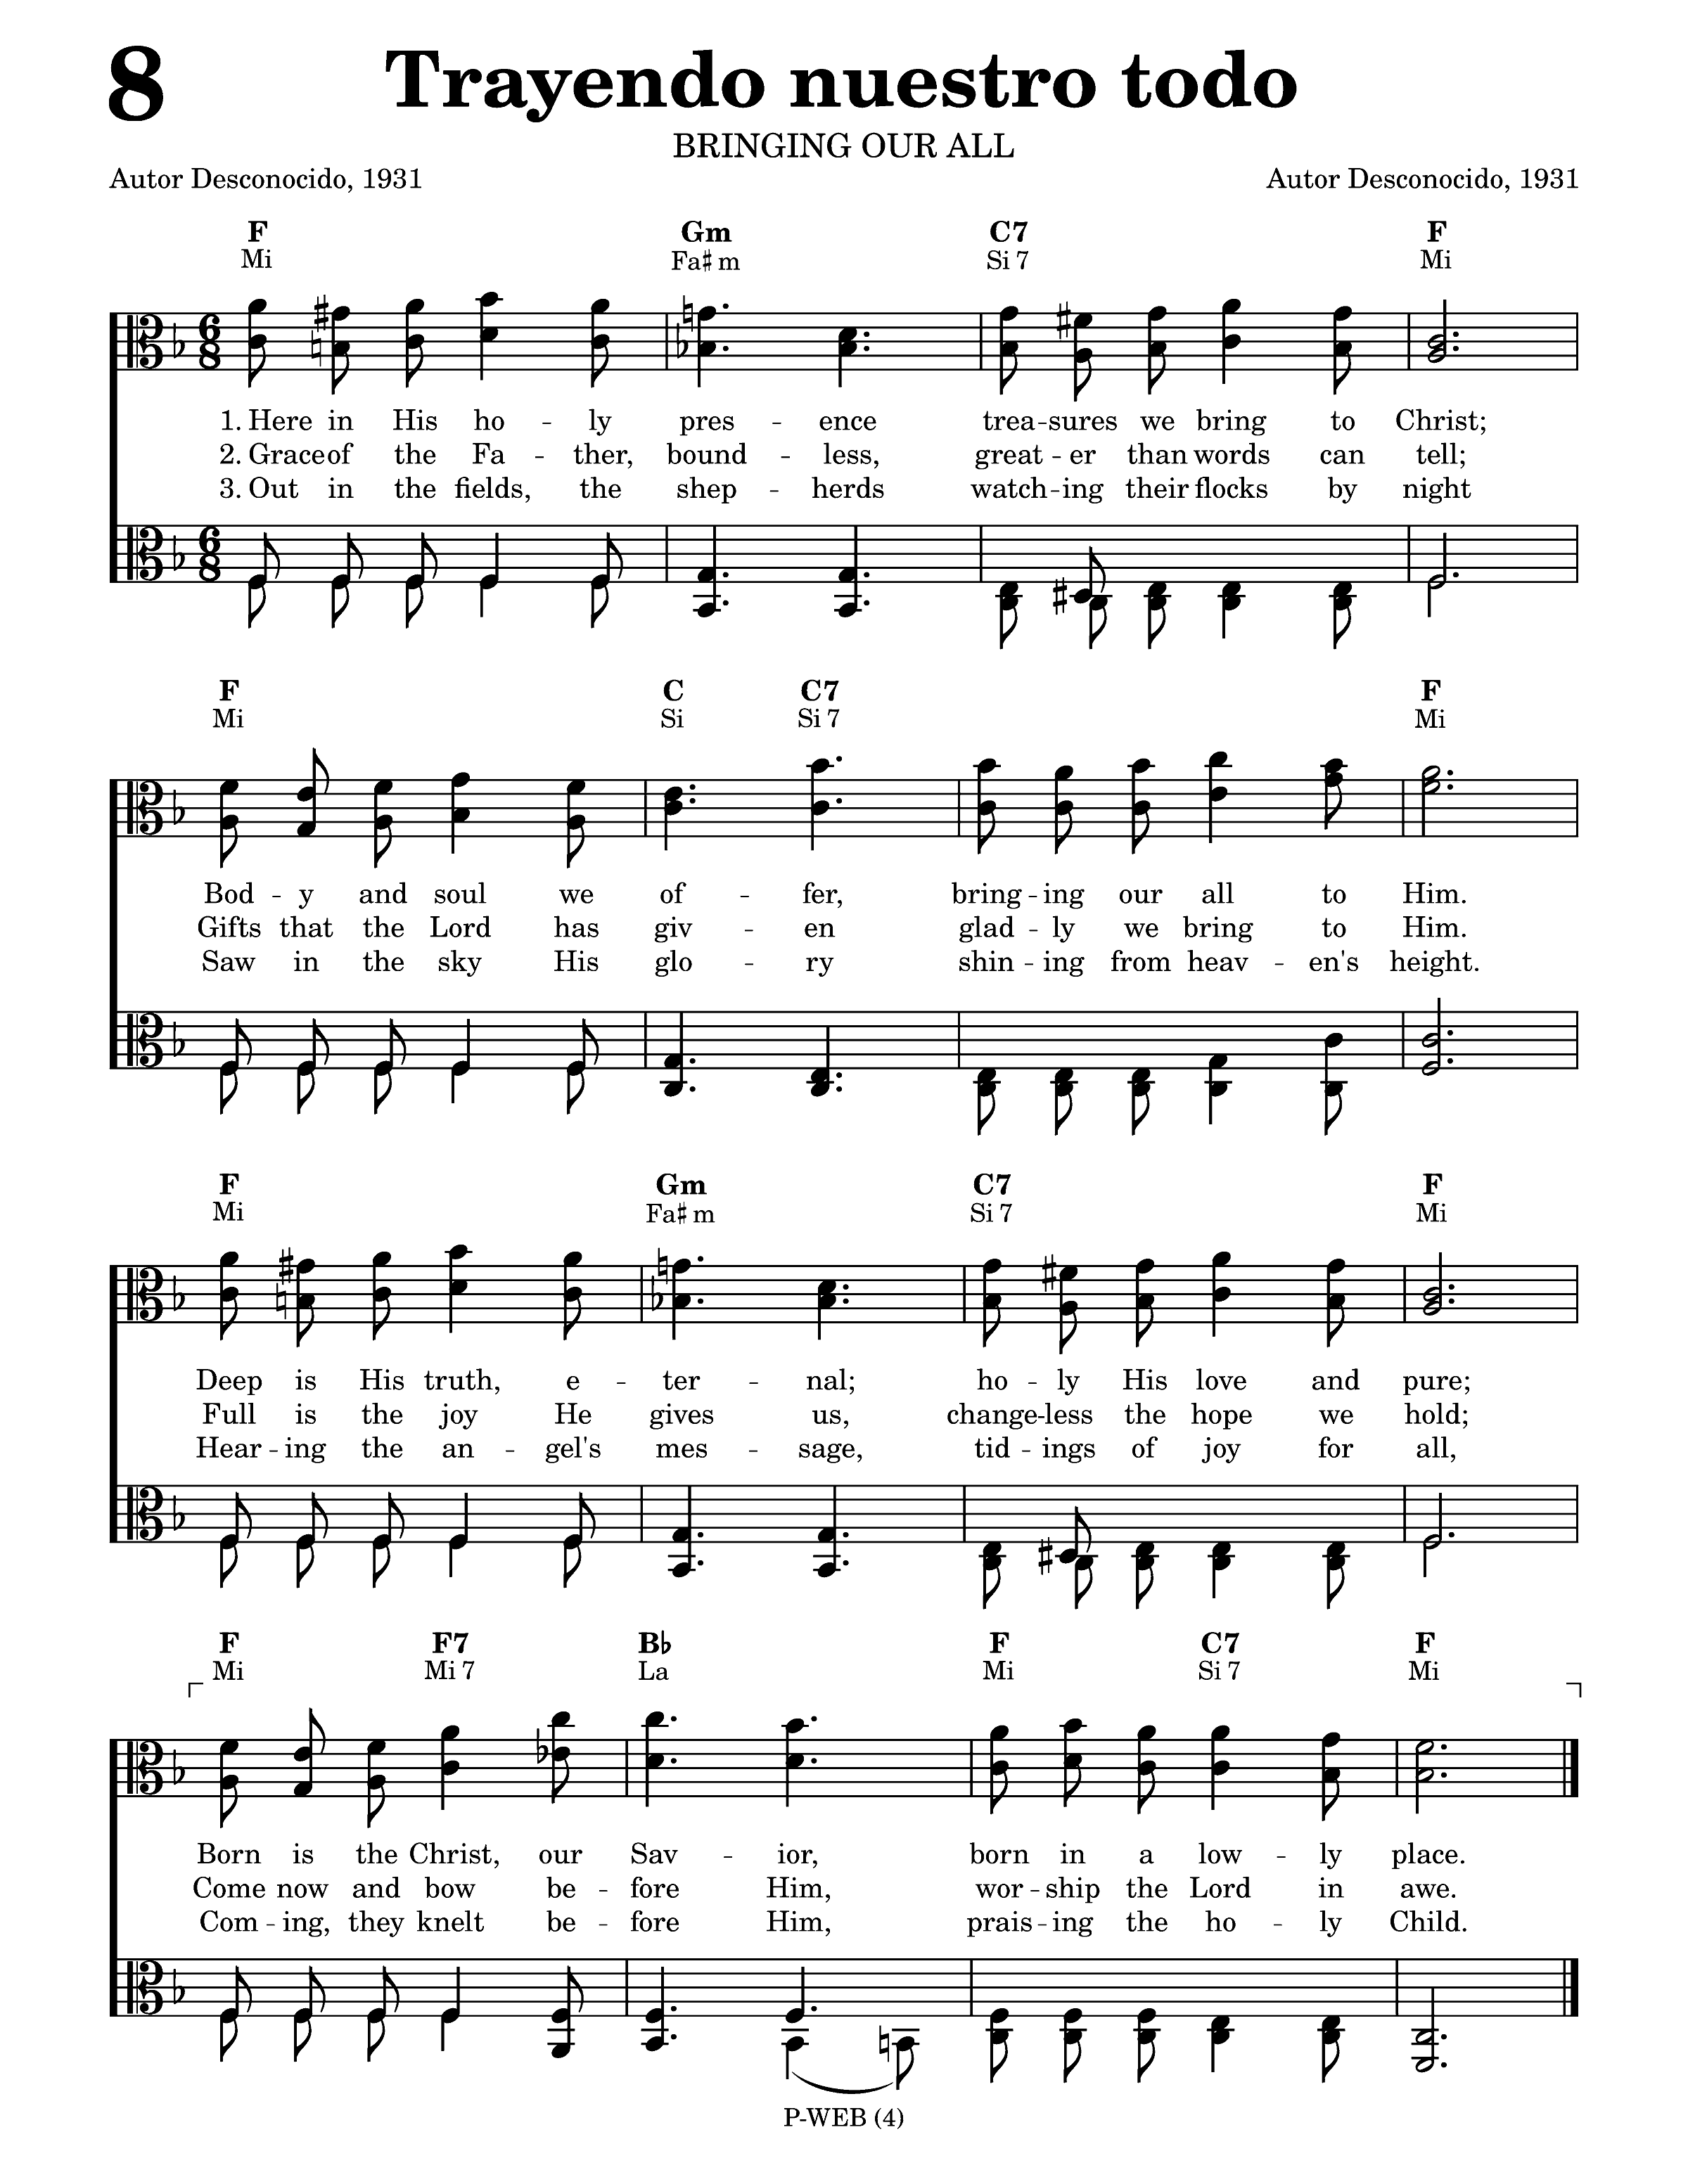 8
Trayendo nuestro todo
BRINGING OUR ALL
Autor Desconocido, 1931 Autor Desconocido, 1931
F Gm C7 F
Mi Fa♯m Si 7 Mi
1. Here in His ho - ly pres - ence trea - sures we bring to Christ;
2. Grace of the Fa - ther, bound - less, great - er than words can tell;
3. Out in the fields, the shep - herds watch - ing their flocks by night
F C C7 F
Mi Si Si 7 Mi
Bod - y and soul we of - fer, bring - ing our all to Him.
Gifts that the Lord has giv - en glad - ly we bring to Him.
Saw in the sky His glo - ry shin - ing from heav - en's height.
F Gm C7 F
Mi Fa♯m Si 7 Mi
Deep is His truth, e - ter - nal; ho - ly His love and pure;
Full is the joy He gives us, change - less the hope we hold;
Hear - ing the an - gel's mes - sage, tid - ings of joy for all,
F F7 B♭ F C7 F
Mi Mi 7 La Mi Si 7 Mi
Born is the Christ, our Sav - ior, born in a low - ly place.
Come now and bow be - fore Him, wor - ship the Lord in awe.
Com - ing, they knelt be - fore Him, prais - ing the ho - ly Child.
P-WEB (4)